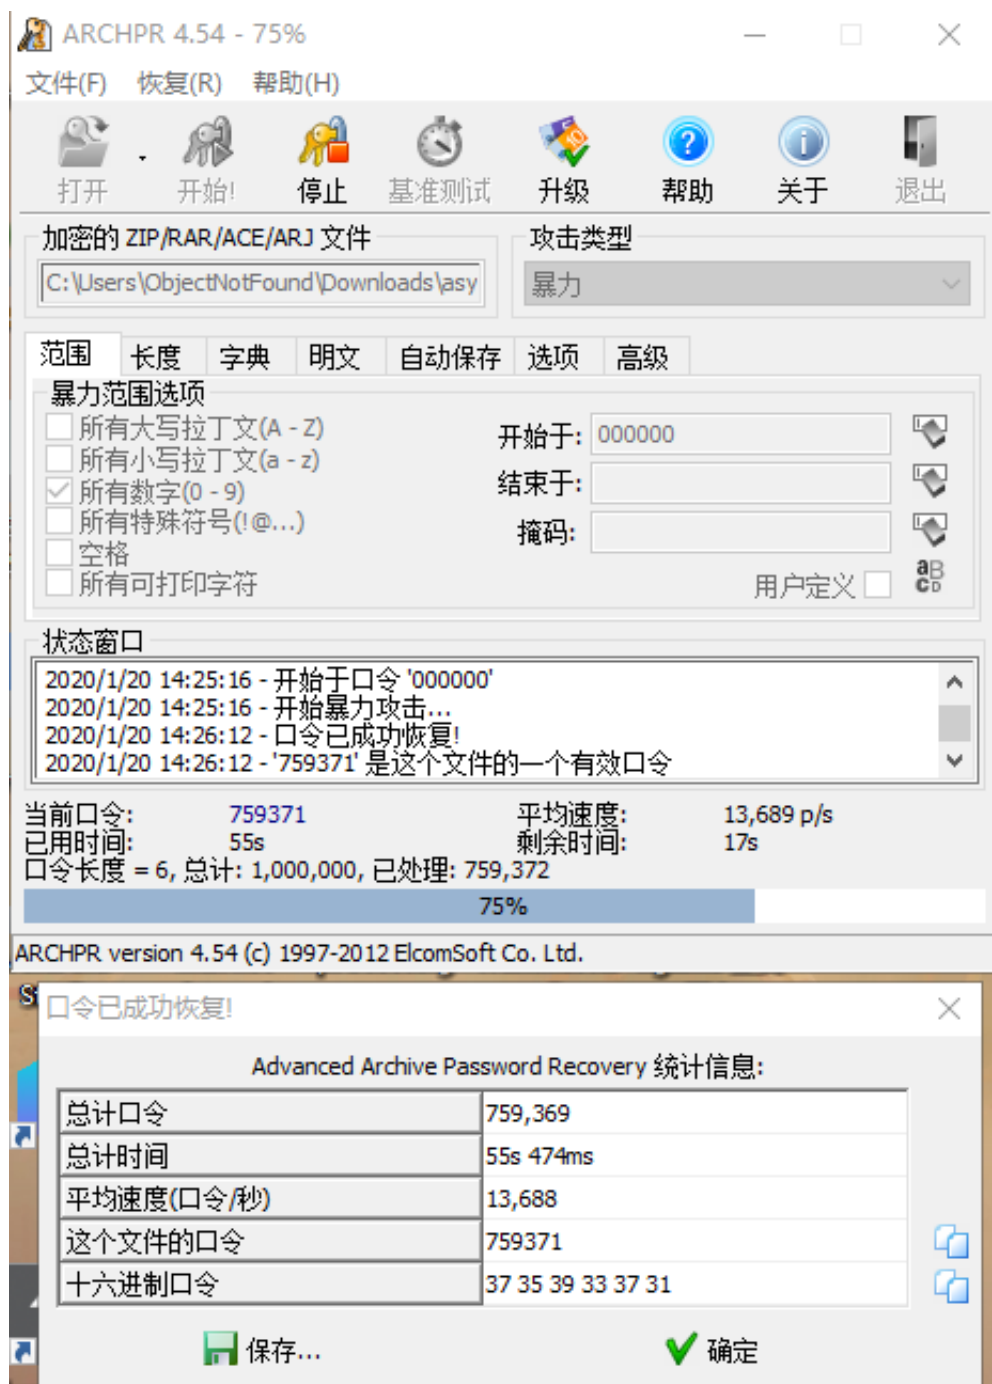 ARCHPR 4.54 - 75%
文件(F) 恢复(R) 帮助(H)
打开 开始! 停止 基准测试 升级 帮助 关于 退出
加密的 ZIP/RAR/ACE/ARJ 文件 攻击类型
C:\Users\ObjectNotFound\Downloads\asy 暴力
范围 长度 字典 明文 自动保存 选项 高级
暴力范围选项
所有大写拉丁文(A - Z)
开始于: 000000
所有小写拉丁文(a - z)
结束于:
所有数字(0 - 9)
所有特殊符号(!@...)
掩码:
空格
所有可打印字符
用户定义
状态窗口
2020/1/20 14:25:16 - 开始于口令 '000000'
2020/1/20 14:25:16 - 开始暴力攻击...
2020/1/20 14:26:12 - 口令已成功恢复!
2020/1/20 14:26:12 - '759371' 是这个文件的一个有效口令
当前口令: 759371 平均速度: 13,689 p/s
已用时间: 55s 剩余时间: 17s
口令长度 = 6, 总计: 1,000,000, 已处理: 759,372
75%
ARCHPR version 4.54 (c) 1997-2012 ElcomSoft Co. Ltd.
口令已成功恢复!
Advanced Archive Password Recovery 统计信息:
总计口令 759,369
总计时间 55s 474ms
平均速度(口令/秒) 13,688
这个文件的口令 759371
十六进制口令 37 35 39 33 37 31
保存... 确定